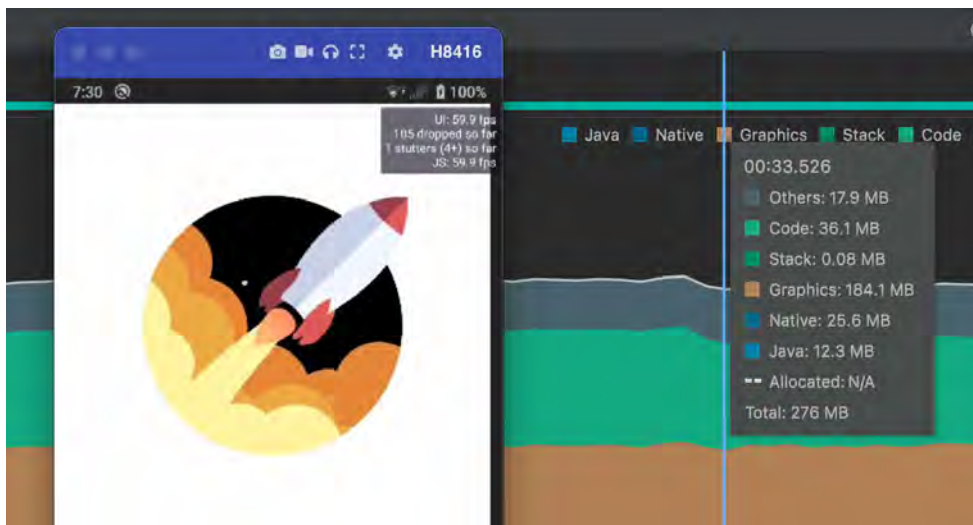 H8416
7:30
100%
UI: 59.9 fps
105 dropped so far
1 stutters (4+) so far
JS: 59.9 fps
Java Native Graphics Stack Code
00:33.526
Others: 17.9 MB
Code: 36.1 MB
Stack: 0.08 MB
Graphics: 184.1 MB
Native: 25.6 MB
Java: 12.3 MB
Allocated: N/A
Total: 276 MB